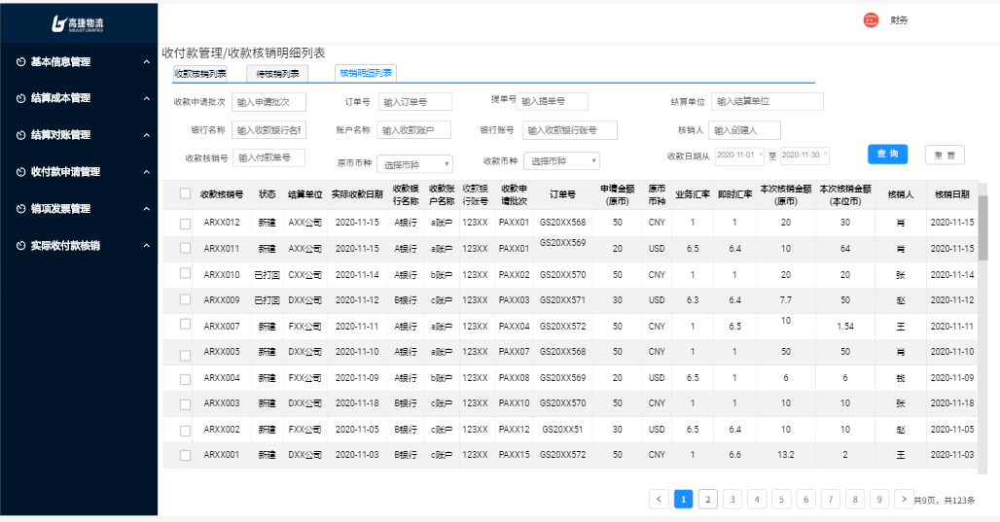 高捷物流
GOLDJET LOGISTICS
财务
基本信息管理
结算成本管理
结算对账管理
收付款申请管理
销项发票管理
实际收付款核销
收付款管理/收款核销明细列表
收款核销列表 待核销列表 核销明细列表
收款申请批次 输入申请批次 订单号 输入订单号 提单号 输入提单号 结算单位 输入结算单位
银行名称 输入收款银行名称 账户名称 输入收款账户 银行账号 输入收款银行账号 核销人 输入创建人
收款核销号 输入付款单号 原币币种 选择币种 收款币种 选择币种 收款日期从 2020-11-01 至 2020-11-30 查询 重置
收款核销号 状态 结算单位 实际收款日期 收款银行名称 收款账户名称 收款银行账号 收款申请批次 订单号 申请金额(原币) 原币币种 业务汇率 即时汇率 本次核销金额(原币) 本次核销金额(本位币) 核销人 核销日期
ARXX012 新建 AXX公司 2020-11-15 A银行 a账户 123XX PAXX01 GS20XX568 50 CNY 1 1 20 30 肖 2020-11-15
ARXX011 新建 AXX公司 2020-11-15 A银行 a账户 123XX PAXX01 GS20XX569 20 USD 6.5 6.4 10 64 肖 2020-11-15
ARXX010 已打回 CXX公司 2020-11-14 A银行 b账户 123XX PAXX02 GS20XX570 50 CNY 1 1 20 20 张 2020-11-14
ARXX009 已打回 DXX公司 2020-11-12 B银行 c账户 123XX PAXX03 GS20XX571 30 USD 6.3 6.4 7.7 50 赵 2020-11-12
ARXX007 新建 FXX公司 2020-11-11 A银行 a账户 123XX PAXX04 GS20XX572 50 CNY 1 6.5 10 1.54 王 2020-11-11
ARXX005 新建 DXX公司 2020-11-10 A银行 a账户 123XX PAXX07 GS20XX568 50 CNY 1 1 50 50 肖 2020-11-10
ARXX004 新建 FXX公司 2020-11-09 A银行 b账户 123XX PAXX08 GS20XX569 20 USD 6.5 1 6 6 钱 2020-11-09
ARXX003 新建 DXX公司 2020-11-18 B银行 c账户 123XX PAXX10 GS20XX570 50 CNY 1 1 10 10 张 2020-11-18
ARXX002 新建 FXX公司 2020-11-05 B银行 c账户 123XX PAXX12 GS20XX51 30 USD 6.5 6.4 10 10 赵 2020-11-05
ARXX001 新建 DXX公司 2020-11-03 B银行 c账户 123XX PAXX15 GS20XX572 50 CNY 1 6.6 13.2 2 王 2020-11-03
< 1 2 3 4 5 6 7 8 9 > 共9页，共123条